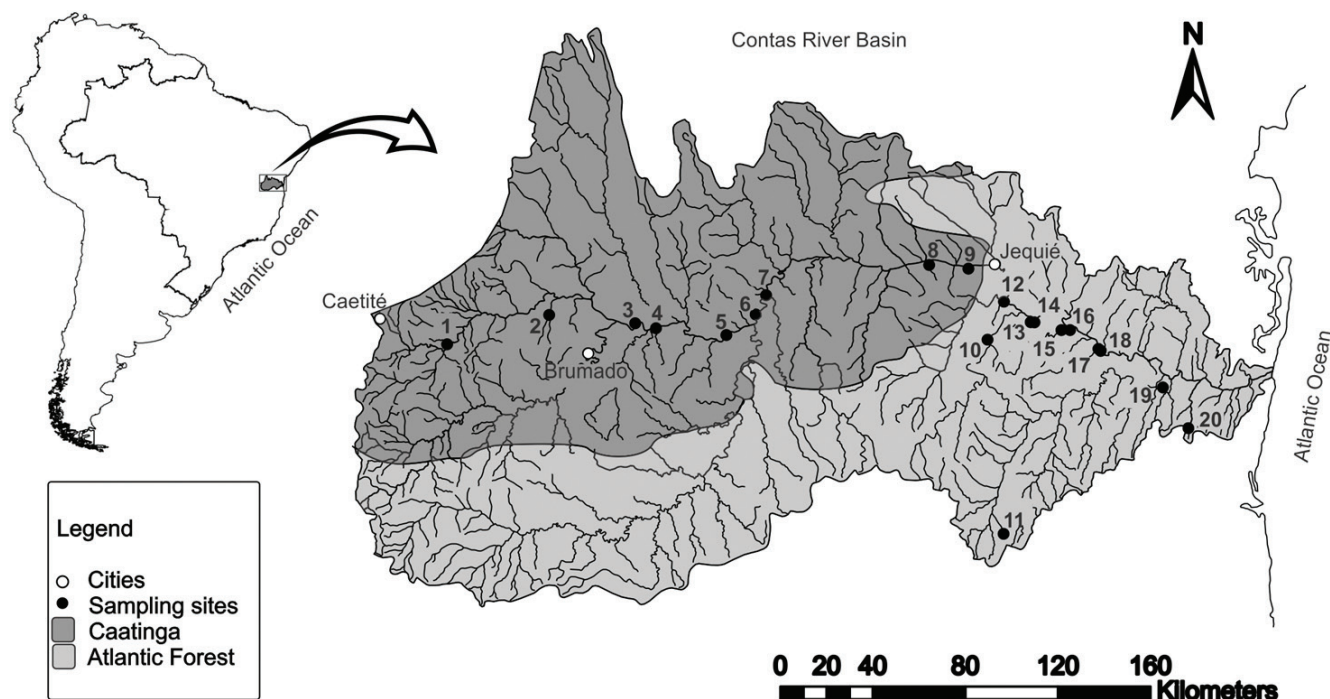 Contas River Basin
N
Atlantic Ocean
Caetité
1
2
3
4
5
6
7
8
9
Jequié
12
14
13
16
10
15
18
17
Brumado
19
20
11
Atlantic Ocean
Legend
Cities
Sampling sites
Caatinga
Atlantic Forest
0 20 40 80 120 160
Kilometers